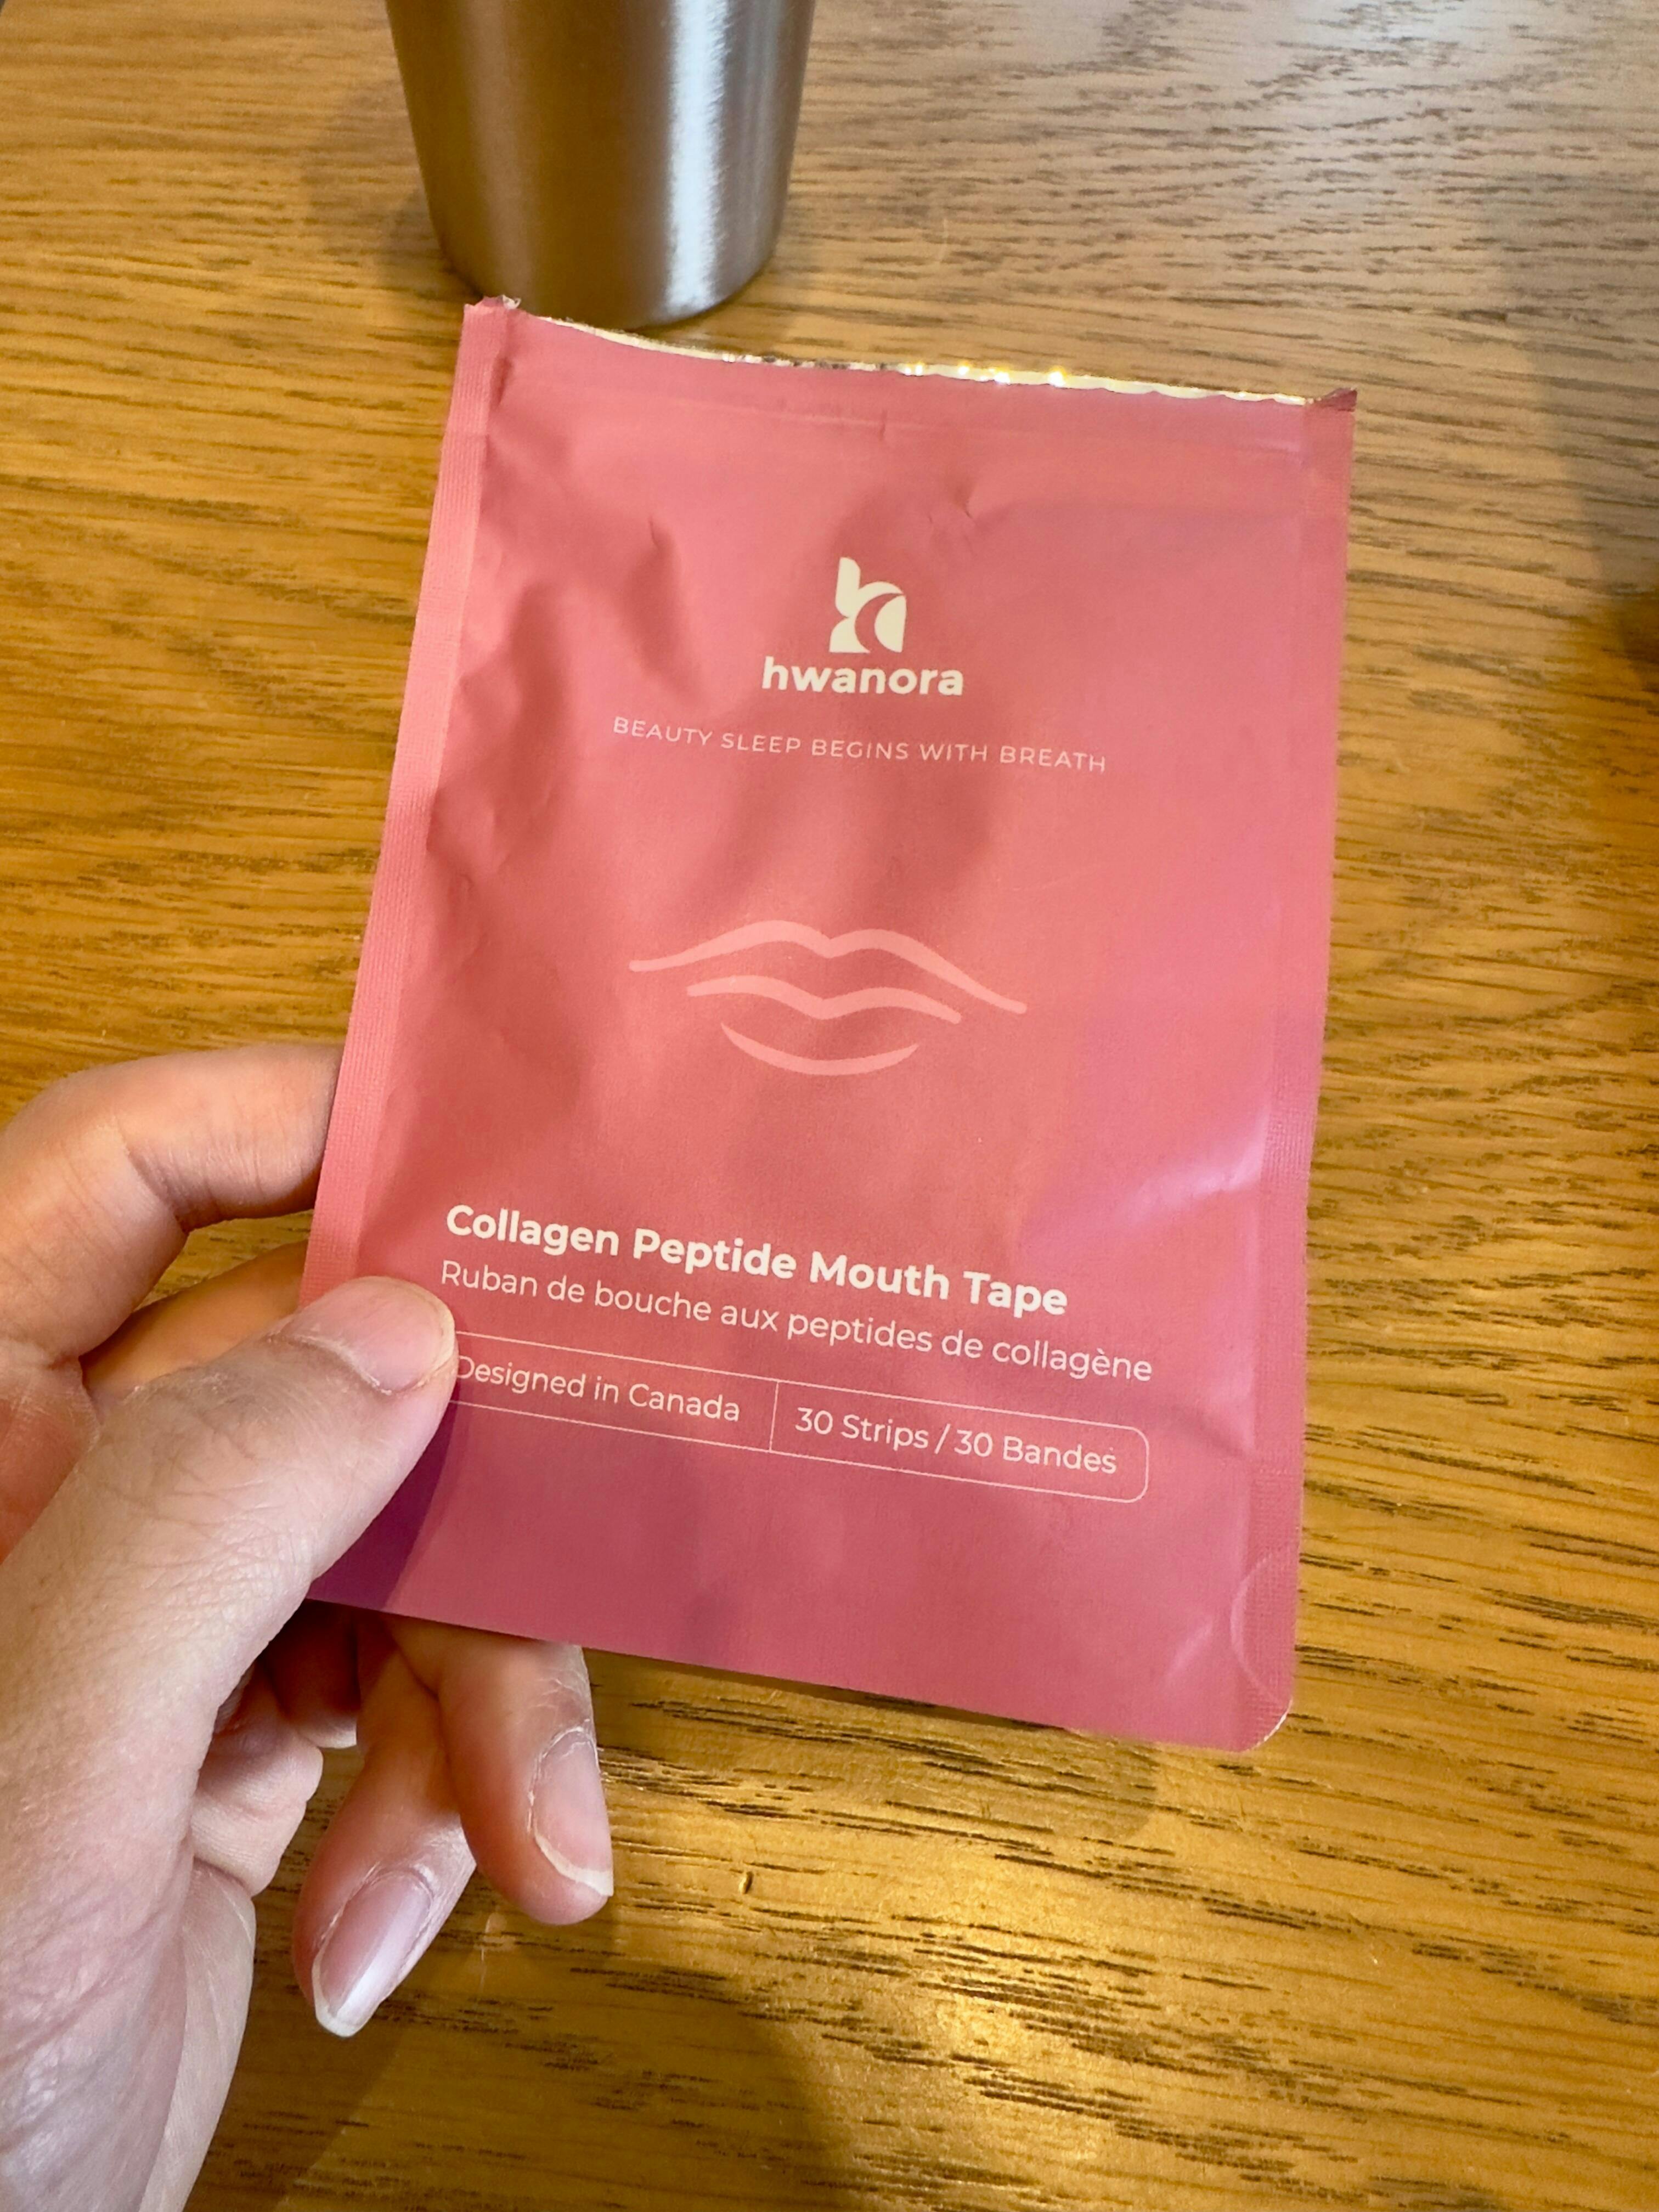 hwanora
BEAUTY SLEEP BEGINS WITH BREATH
Collagen Peptide Mouth Tape
Ruban de bouche aux peptides de collagène
Designed in Canada
30 Strips / 30 Bandes